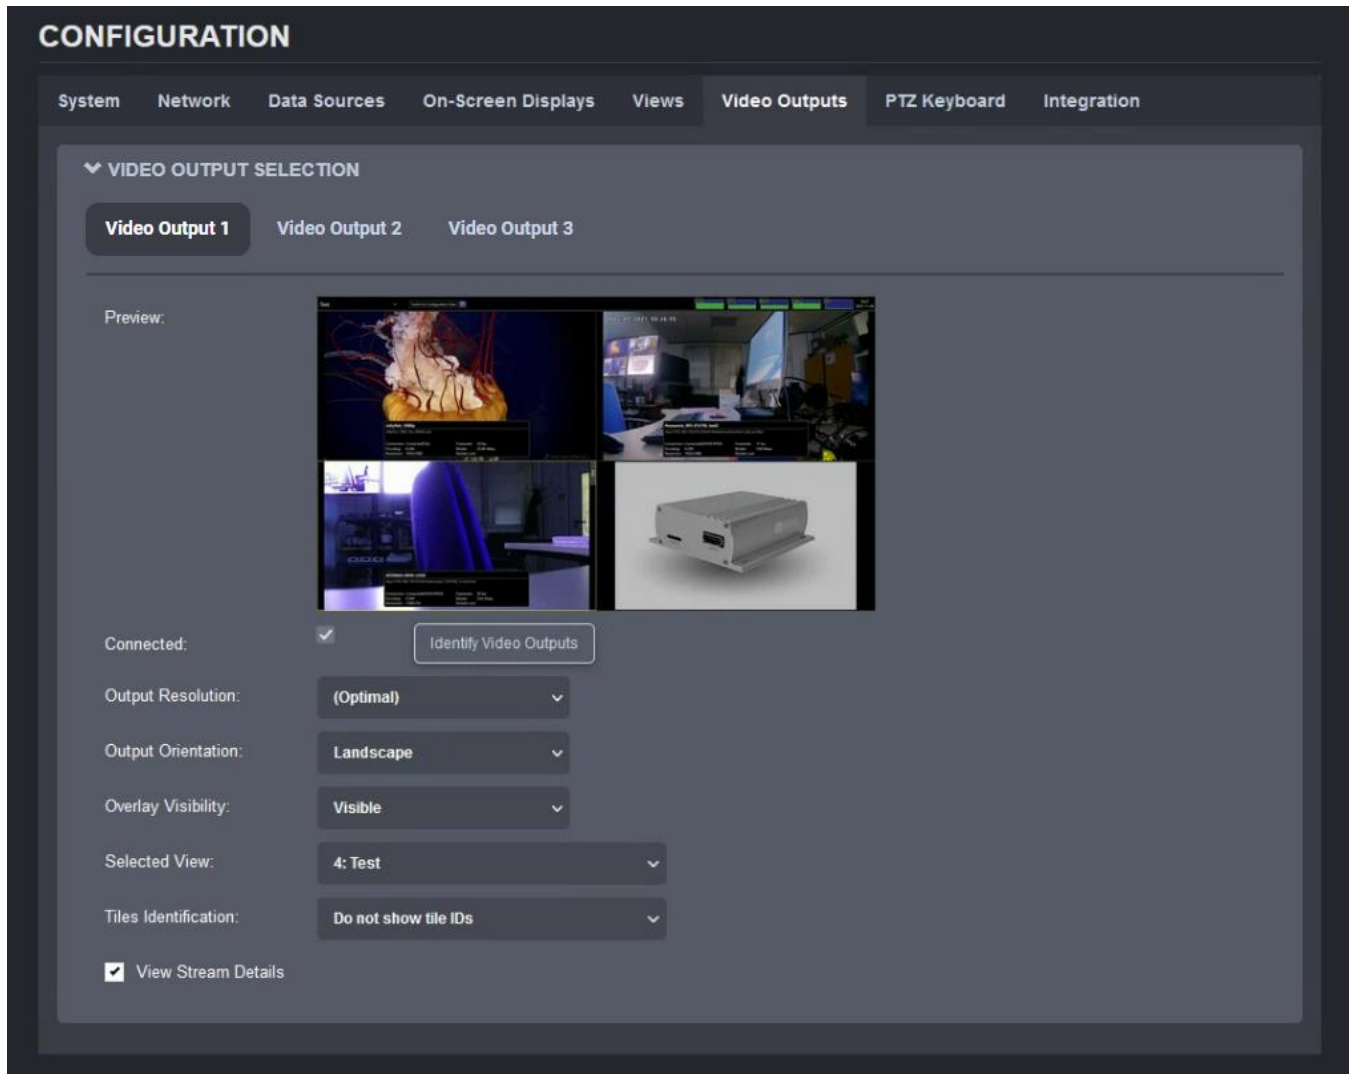 CONFIGURATION
System Network Data Sources On-Screen Displays Views Video Outputs PTZ Keyboard Integration
VIDEO OUTPUT SELECTION
Video Output 1 Video Output 2 Video Output 3
Preview:
Connected: Identify Video Outputs
Output Resolution: (Optimal)
Output Orientation: Landscape
Overlay Visibility: Visible
Selected View: 4: Test
Tiles Identification: Do not show tile IDs
View Stream Details